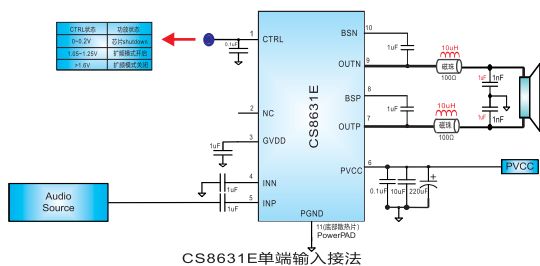 CTRL状态 功能状态
0~0.2V 芯片shutdown
1.05~1.25V 扩频模式开启
>1.6V 扩频模式关闭
0.1uF
1 CTRL
BSN 10
1uF
OUTN 9
10uH
磁珠
100Ω
1uF 1nF
CS8631E
2 NC
BSP 8
1uF
10uH
磁珠
100Ω
1uF 1nF
OUTP 7
3 GVDD
1uF
PVCC 6
PVCC
0.1uF 10uF 220uF +
4 INN
1uF
5 INP
1uF
Audio
Source
PGND
11(底部散热片)
PowerPAD
CS8631E单端输入接法